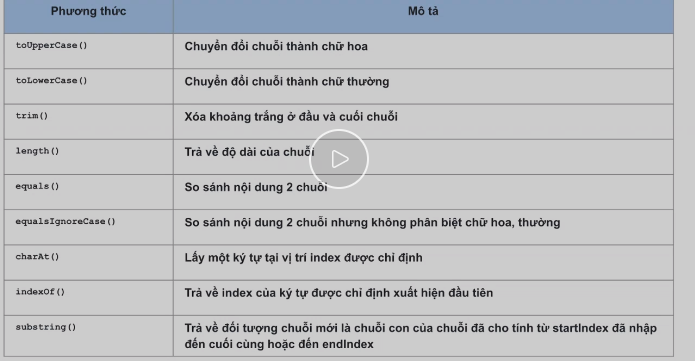 Phương thức Mô tả
toUpperCase() Chuyển đổi chuỗi thành chữ hoa
toLowerCase() Chuyển đổi chuỗi thành chữ thường
trim() Xóa khoảng trắng ở đầu và cuối chuỗi
length() Trả về độ dài của chuỗi
equals() So sánh nội dung 2 chuỗi
equalsIgnoreCase() So sánh nội dung 2 chuỗi nhưng không phân biệt chữ hoa, thường
charAt() Lấy một ký tự tại vị trí index được chỉ định
indexOf() Trả về index của ký tự được chỉ định xuất hiện đầu tiên
substring() Trả về đối tượng chuỗi mới là chuỗi con của chuỗi đã cho tính từ startIndex đã nhập
đến cuối cùng hoặc đến endIndex